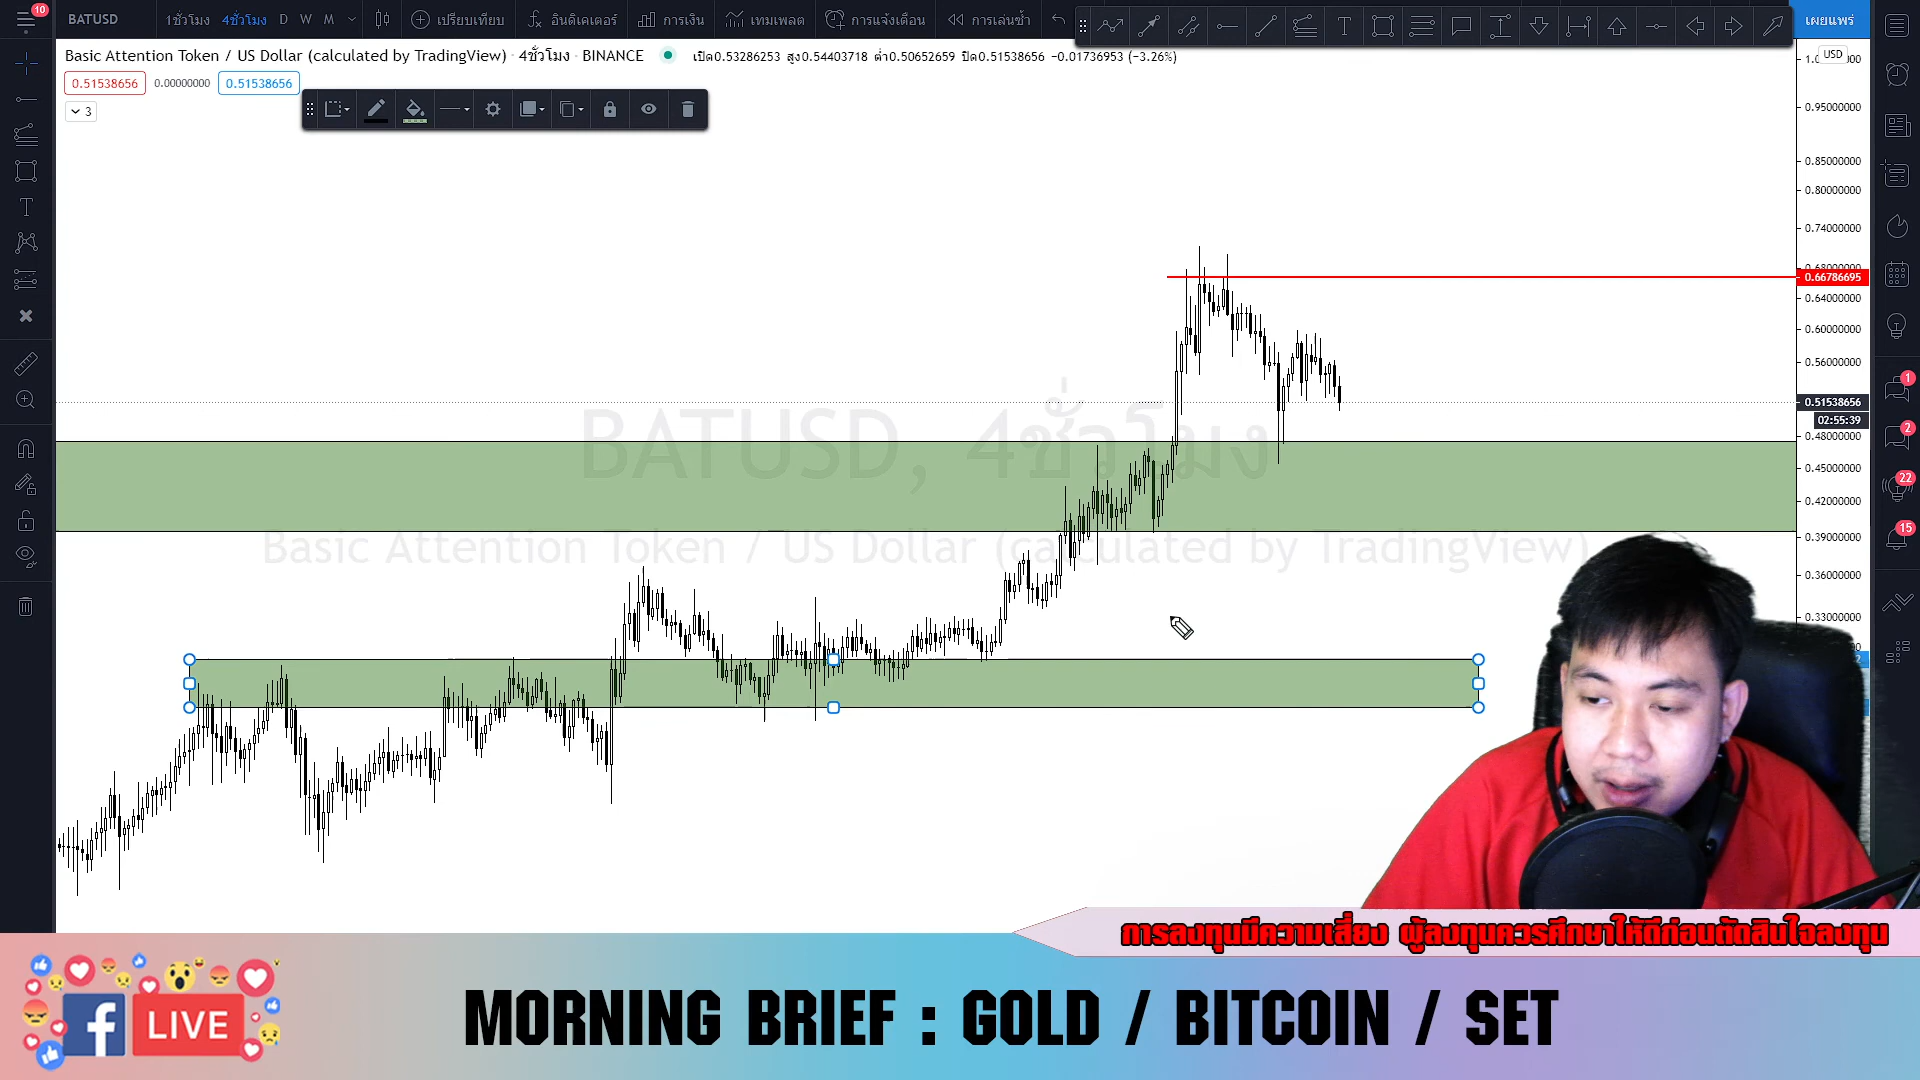 10
BATUSD 1ชั่วโมง 4ชั่วโมง D W M เปรียบเทียบ อินดิเคเตอร์ การเงิน เทมเพลต การแจ้งเตือน การเล่นซ้ำ เผยแพร่
Basic Attention Token / US Dollar (calculated by TradingView) · 4ชั่วโมง · BINANCE เปิด0.53286253 สูง0.54403718 ต่ำ0.50652659 ปิด0.51538656 −0.01736953 (−3.26%)
USD
0.51538656 0.00000000 0.51538656
3
0.95000000
0.85000000
0.80000000
0.74000000
0.66786695
0.64000000
0.60000000
0.56000000
0.51538656
02:55:39
0.48000000
0.45000000
0.42000000
0.39000000
0.36000000
0.33000000
1
2
22
15
BATUSD, 4ชั่วโมง
Basic Attention Token / US Dollar (calculated by TradingView)
การลงทุนมีความเสี่ยง ผู้ลงทุนควรศึกษาให้ดีก่อนตัดสินใจลงทุน
f LIVE
MORNING BRIEF : GOLD / BITCOIN / SET